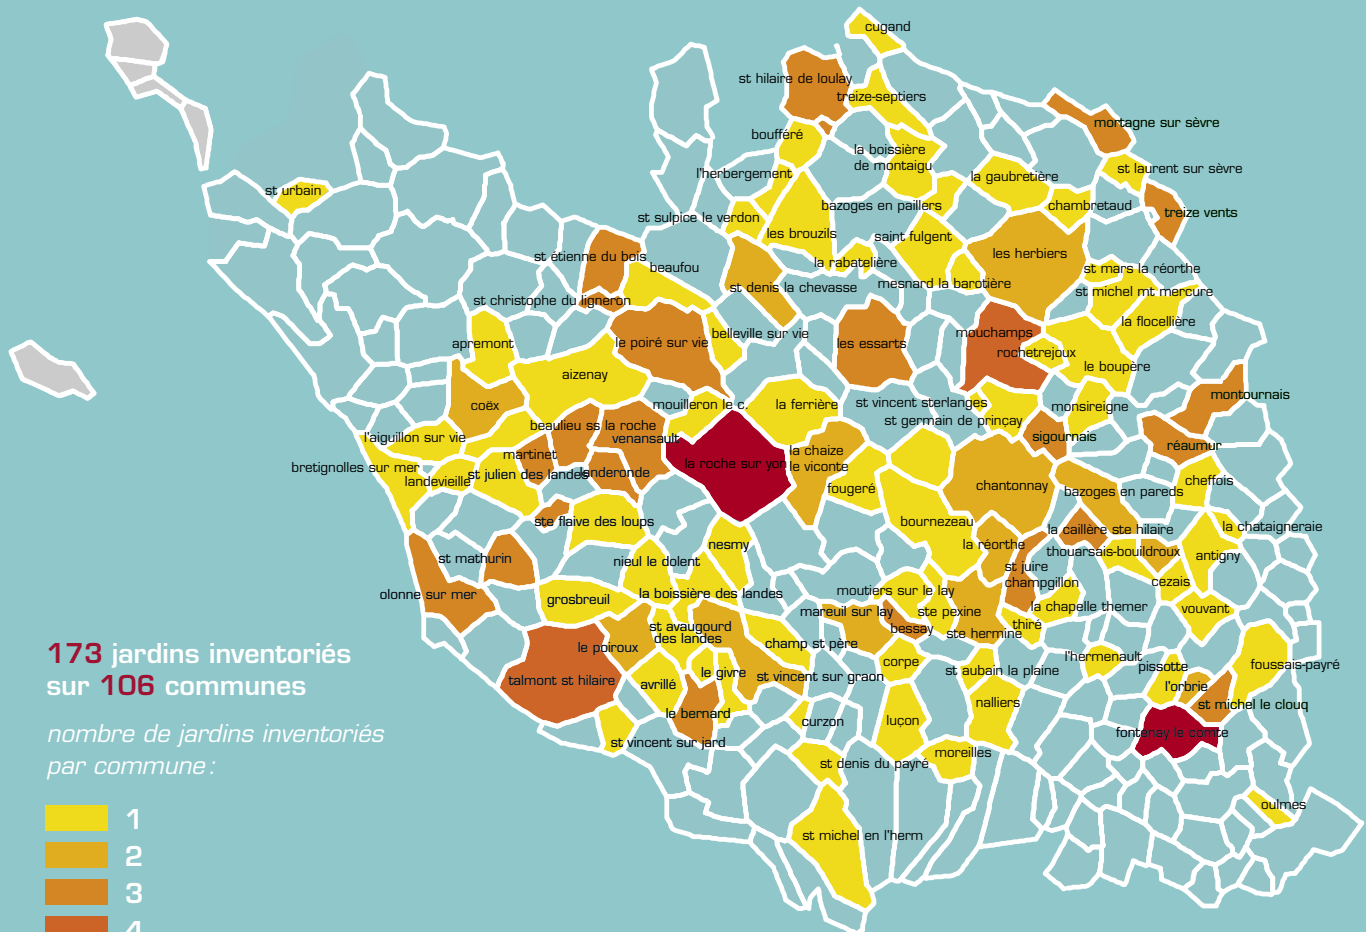 cugand
st hilaire de loulay
treize-septiers
mortagne sur sèvre
boufféré
la boissière
de montaigu
l'herbergement
la gaubretière
st laurent sur sèvre
st urbain
bazoges en paillers
chambretaud
treize vents
st sulpice le verdon
les brouzils
saint fulgent
les herbiers
st étienne du bois
beaufou
la rabatelière
st mars la réorthe
st denis la chevasse
mesnard la barotière
st michel mt mercure
st christophe du ligneron
la flocellière
apremont
le poiré sur vie
belleville sur vie
les essarts
mouchamps
rochetrejoux
le boupère
aizenay
montournais
coëx
mouilleron le c.
la ferrière
st vincent sterlanges
monsireigne
st germain de prinçay
l'aiguillon sur vie
beaulieu ss la roche
venansault
sigournais
réaumur
martinet
la chaize
le viconte
bretignolles sur mer
landevieille
st julien des landes
landeronde
la roche sur yon
fougeré
chantonnay
bazoges en pareds
cheffois
ste flaive des loups
bournezeau
la caillère ste hilaire
la chataigneraie
st mathurin
nesmy
nieul le dolent
la réorthe
thouarsais-bouildroux
antigny
st juire
champgillon
cezais
olonne sur mer
grosbreuil
la boissière des landes
moutiers sur le lay
mareuil sur lay
ste pexine
la chapelle themer
vouvant
st avaugourd
des landes
bessay
ste hermine
thiré
le poiroux
champ st père
corpe
l'hermenault
pissotte
foussais-payré
talmont st hilaire
avrillé
le givre
st vincent sur graon
st aubain la plaine
l'orbrie
st michel le clouq
le bernard
curzon
luçon
nalliers
fontenay le comte
st vincent sur jard
st denis du payré
moreilles
oulmes
st michel en l'herm
173 jardins inventoriés
sur 106 communes
nombre de jardins inventoriés
par commune :
1
2
3
4